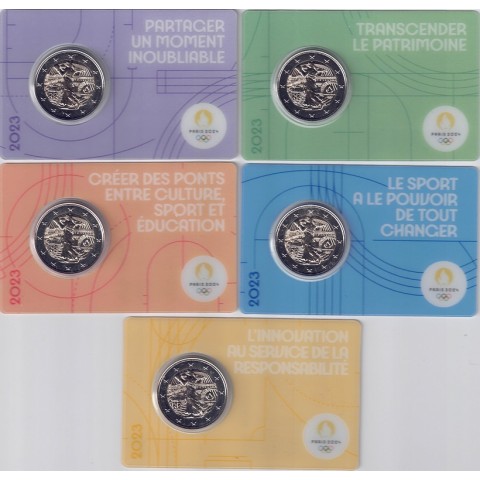 PARTAGER
UN MOMENT
INOUBLIABLE
2023
PARIS 2024
TRANSCENDER
LE PATRIMOINE
2023
PARIS 2024
CRÉER DES PONTS
ENTRE CULTURE,
SPORT ET
ÉDUCATION
2023
PARIS 2024
LE SPORT
A LE POUVOIR
DE TOUT
CHANGER
2023
PARIS 2024
L'INNOVATION
AU SERVICE DE LA
RESPONSABILITÉ
2023
PARIS 2024